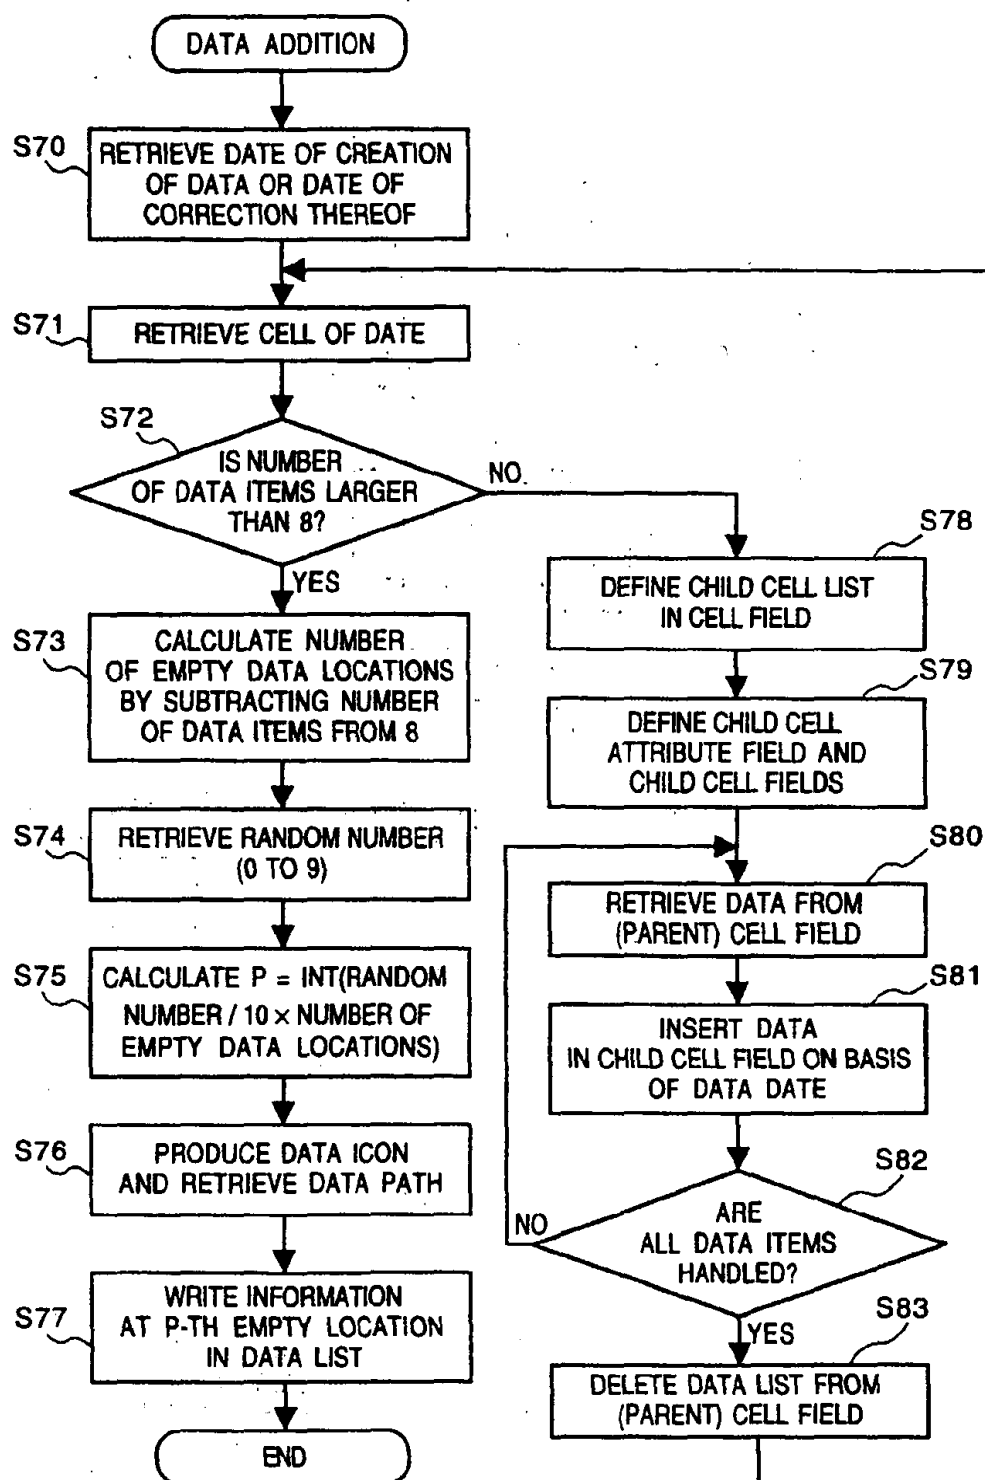 DATA ADDITION
S70
RETRIEVE DATE OF CREATION
OF DATA OR DATE OF
CORRECTION THEREOF
S71
RETRIEVE CELL OF DATE
S72
IS NUMBER
OF DATA ITEMS LARGER
THAN 8?
NO
YES
S73
CALCULATE NUMBER
OF EMPTY DATA LOCATIONS
BY SUBTRACTING NUMBER
OF DATA ITEMS FROM 8
S74
RETRIEVE RANDOM NUMBER
(0 TO 9)
S75
CALCULATE P = INT(RANDOM
NUMBER / 10 × NUMBER OF
EMPTY DATA LOCATIONS)
S76
PRODUCE DATA ICON
AND RETRIEVE DATA PATH
S77
WRITE INFORMATION
AT P-TH EMPTY LOCATION
IN DATA LIST
END
S78
DEFINE CHILD CELL LIST
IN CELL FIELD
S79
DEFINE CHILD CELL
ATTRIBUTE FIELD AND
CHILD CELL FIELDS
S80
RETRIEVE DATA FROM
(PARENT) CELL FIELD
S81
INSERT DATA
IN CHILD CELL FIELD ON BASIS
OF DATA DATE
S82
ARE
ALL DATA ITEMS
HANDLED?
NO
YES
S83
DELETE DATA LIST FROM
(PARENT) CELL FIELD